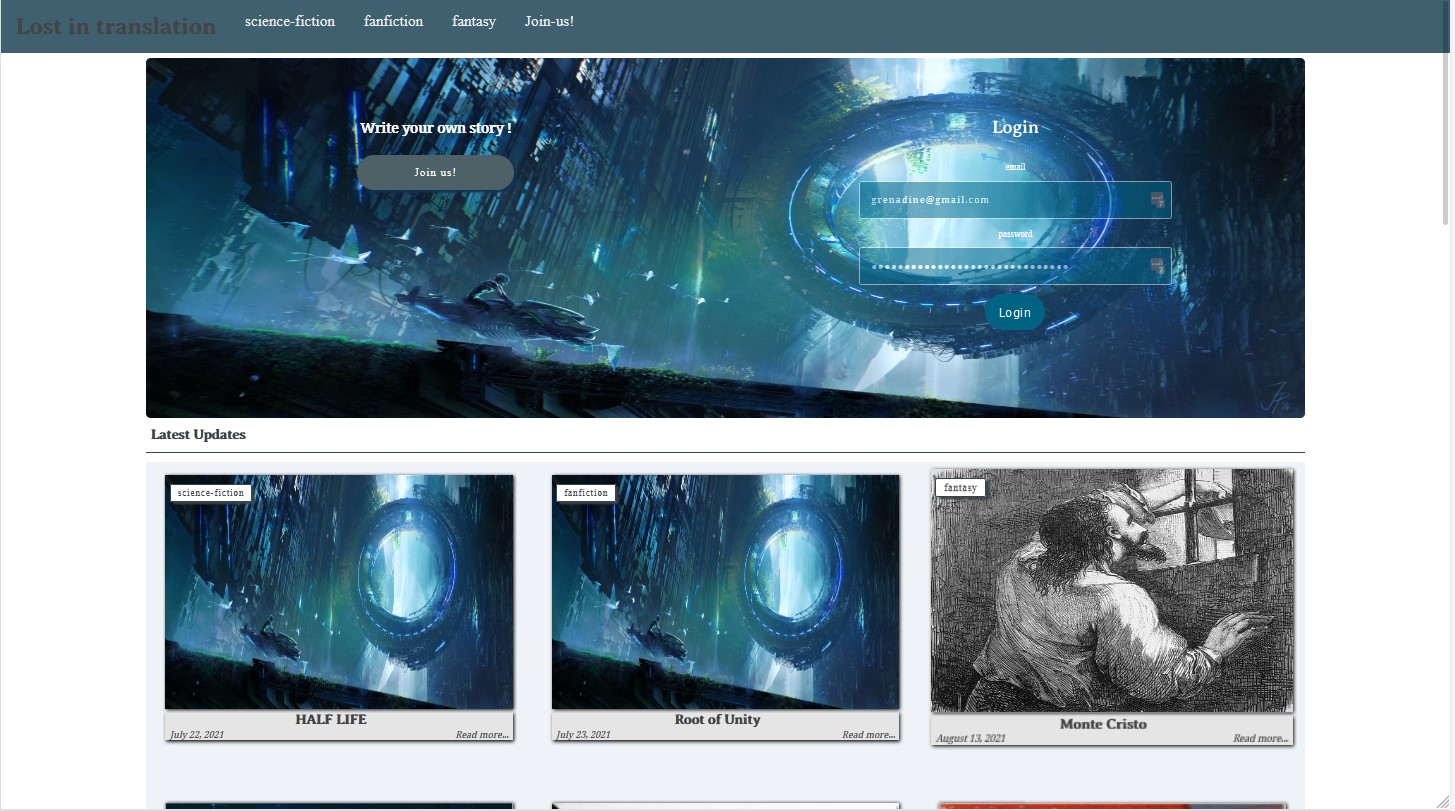 Lost in translation science-fiction fanfiction fantasy Join-us!
Write your own story !
Join us!
Login
email
grenadine@gmail.com
password
Login
Latest Updates
science-fiction
HALF LIFE
July 22, 2021 Read more...
fanfiction
Root of Unity
July 23, 2021 Read more...
fantasy
Monte Cristo
August 13, 2021 Read more...